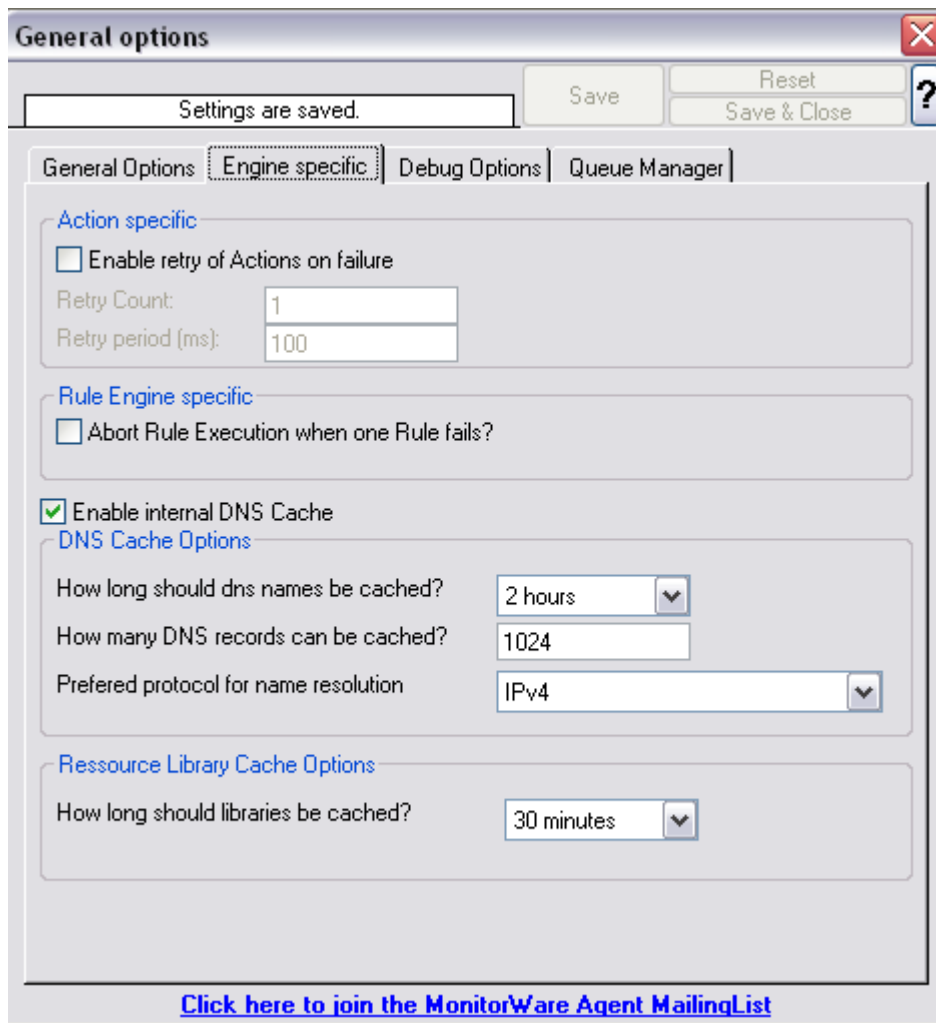 General options
Settings are saved.
Save
Reset
Save & Close
?
General Options
Engine specific
Debug Options
Queue Manager
Action specific
Enable retry of Actions on failure
Retry Count:
1
Retry period (ms):
100
Rule Engine specific
Abort Rule Execution when one Rule fails?
Enable internal DNS Cache
DNS Cache Options
How long should dns names be cached?
2 hours
How many DNS records can be cached?
1024
Prefered protocol for name resolution
IPv4
Ressource Library Cache Options
How long should libraries be cached?
30 minutes
Click here to join the MonitorWare Agent MailingList